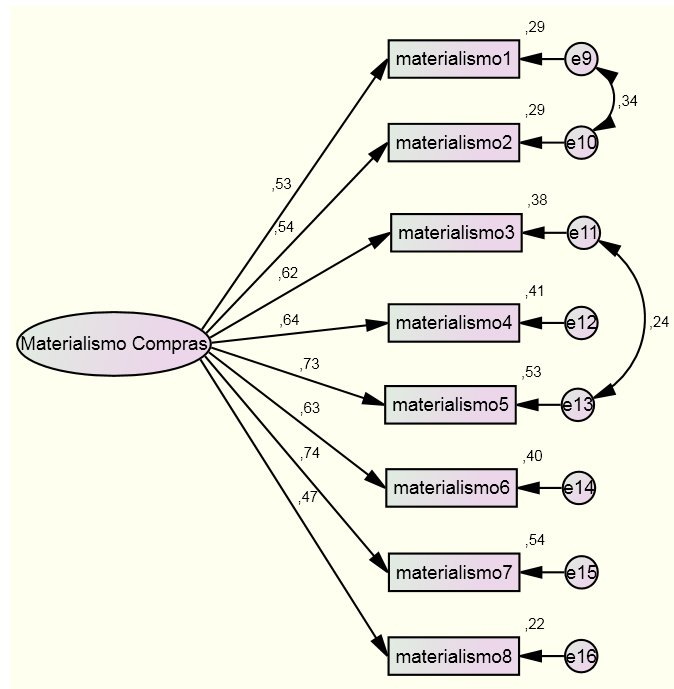 ,29
materialismo1
e9
,34
,29
materialismo2
e10
,53
,54
,38
materialismo3
e11
,62
,41
materialismo4
e12
,64
,24
Materialismo Compras
,73
,53
materialismo5
e13
,63
,40
materialismo6
e14
,74
,47
,54
materialismo7
e15
,22
materialismo8
e16